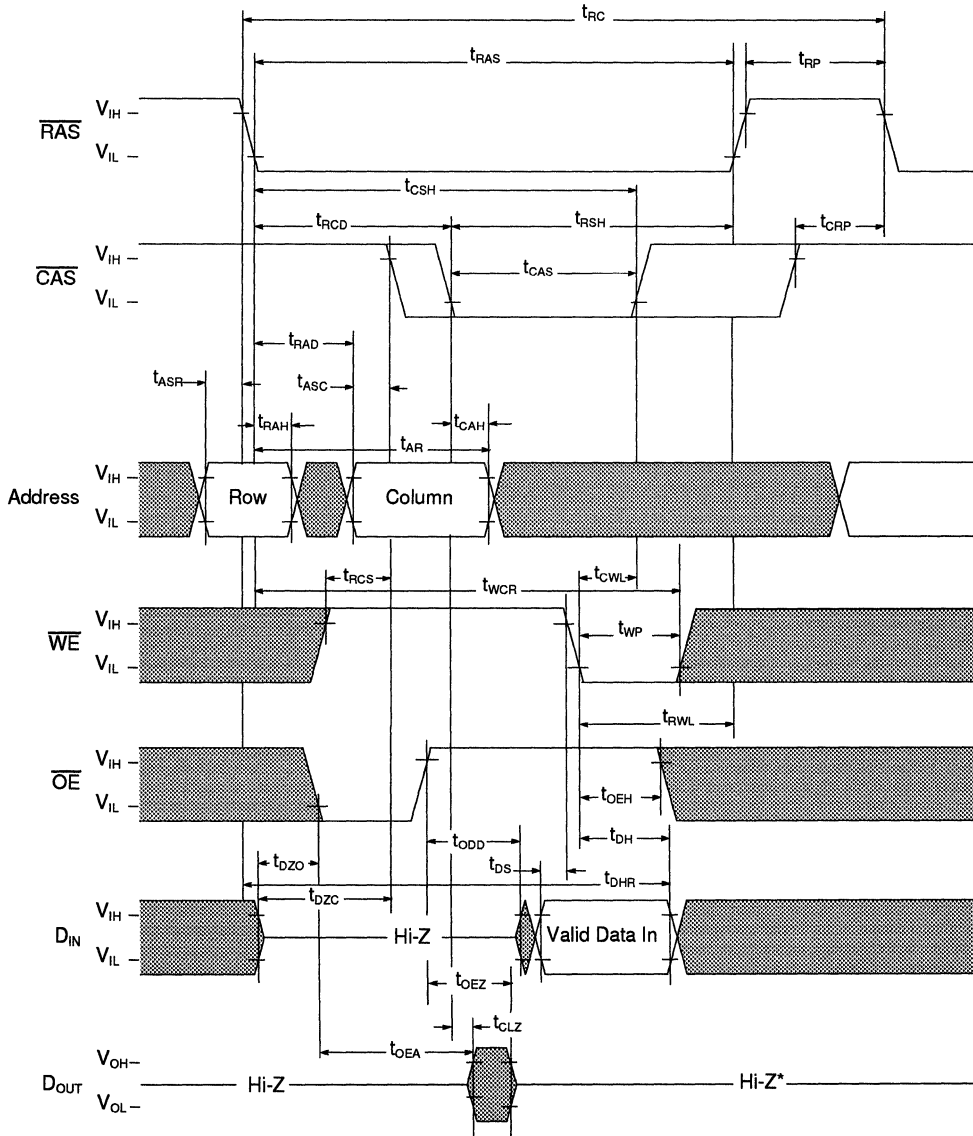 tRC
tRAS
tRP
RAS
VIH
VIL
tCSH
tRCD
tRSH
tCRP
CAS
VIH
VIL
tCAS
tRAD
tASR
tASC
tRAH
tCAH
tAR
Address
VIH
VIL
Row
Column
tRCS
tCWL
tWCR
WE
VIH
VIL
tWP
tRWL
OE
VIH
VIL
tOEH
tODD
tDH
tDZO
tDS
tDHR
tDZC
DIN
VIH
VIL
Hi-Z
Valid Data In
tOEZ
tCLZ
tOEA
DOUT
VOH
VOL
Hi-Z
Hi-Z*